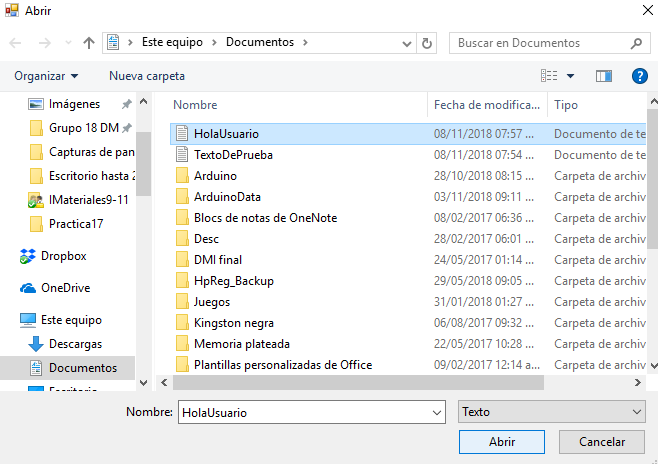 Abrir
Este equipo > Documentos >
Buscar en Documentos
Organizar Nueva carpeta
Imágenes
Grupo 18 DM
Capturas de pan
Escritorio hasta 2
IMateriales9-11
Practica17
Dropbox
OneDrive
Este equipo
Descargas
Documentos
Escritorio
Nombre Fecha de modifica... Tipo
HolaUsuario 08/11/2018 07:57 ... Documento de te
TextoDePrueba 08/11/2018 07:54 ... Documento de te
Arduino 28/10/2018 08:15 ... Carpeta de archiv
ArduinoData 03/11/2018 09:11 ... Carpeta de archiv
Blocs de notas de OneNote 08/02/2017 06:36 ... Carpeta de archiv
Desc 28/02/2017 06:01 ... Carpeta de archiv
DMI final 24/05/2017 01:14 ... Carpeta de archiv
HpReg_Backup 29/05/2018 09:05 ... Carpeta de archiv
Juegos 31/01/2018 01:27 ... Carpeta de archiv
Kingston negra 06/08/2017 09:32 ... Carpeta de archiv
Memoria plateada 22/05/2017 10:28 ... Carpeta de archiv
Plantillas personalizadas de Office 09/02/2017 12:14 a... Carpeta de archiv
Nombre: HolaUsuario Texto
Abrir Cancelar